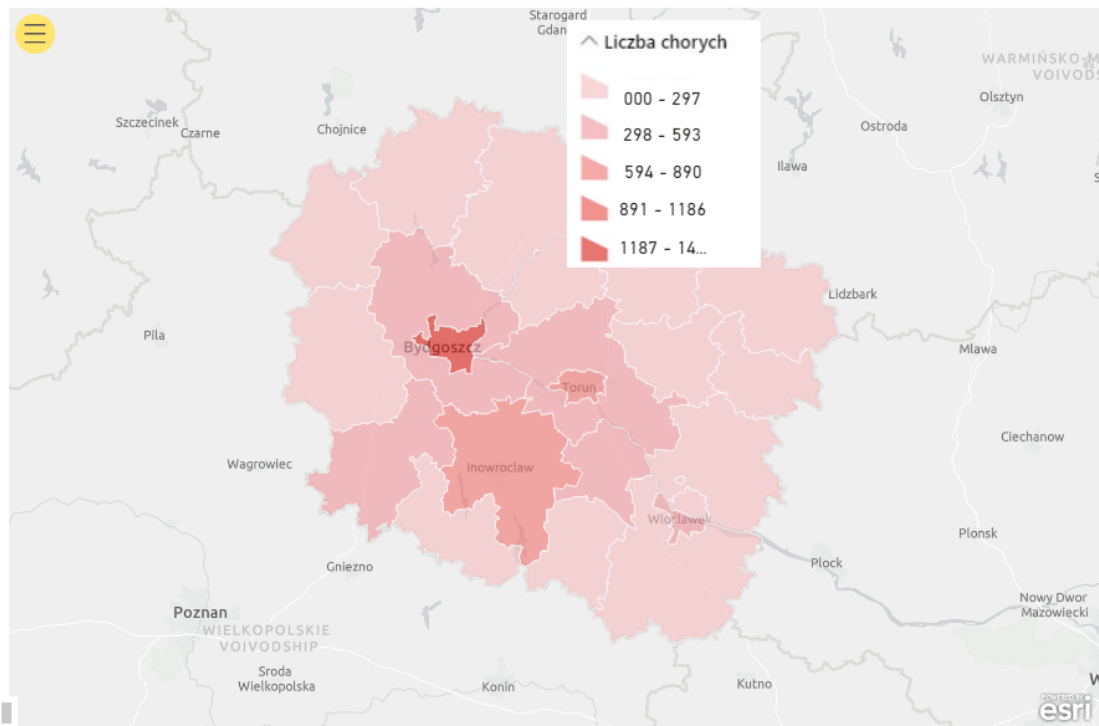 Starogard
Gdan
Liczba chorych
000 - 297
298 - 593
594 - 890
891 - 1186
1187 - 14...
WARMIŃSKO-M
VOIVODS
Olsztyn
Szczecinek
Czarne
Chojnice
Ostroda
Ilawa
Lidzbark
Pila
Bydgoszcz
Mlawa
Torun
Wagrowiec
Inowroclaw
Ciechanow
Wloclawek
Plonsk
Gniezno
Plock
Poznan
Nowy Dwor
Mazowiecki
WIELKOPOLSKIE
VOIVODSHIP
Sroda
Wielkopolska
Konin
Kutno
W
esri